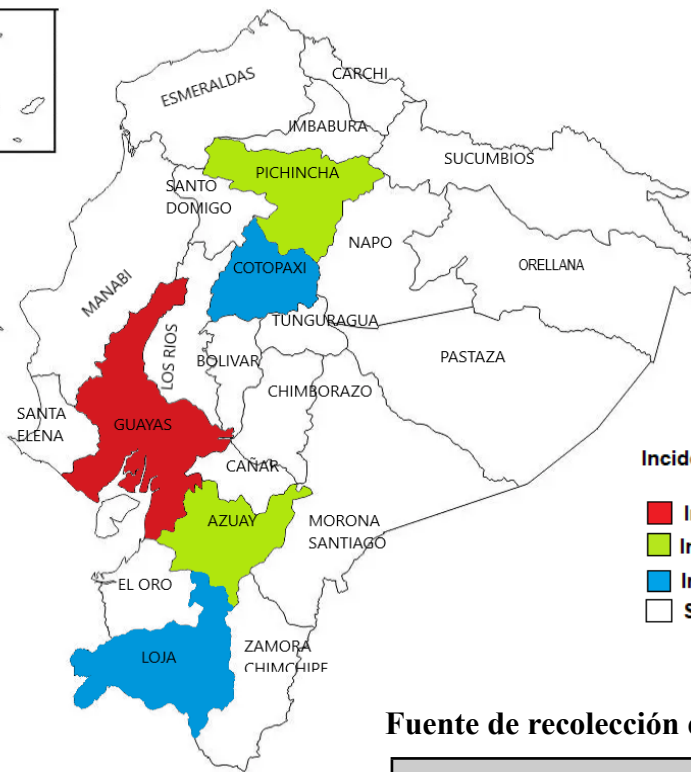 ESMERALDAS
CARCHI
IMBABURA
SUCUMBIOS
PICHINCHA
SANTO
DOMIGO
NAPO
ORELLANA
COTOPAXI
MANABI
TUNGURAGUA
LOS RIOS
BOLIVAR
PASTAZA
CHIMBORAZO
SANTA
ELENA
GUAYAS
CAÑAR
AZUAY
MORONA
SANTIAGO
EL ORO
LOJA
ZAMORA
CHIMCHIPE
Fuente de recolección